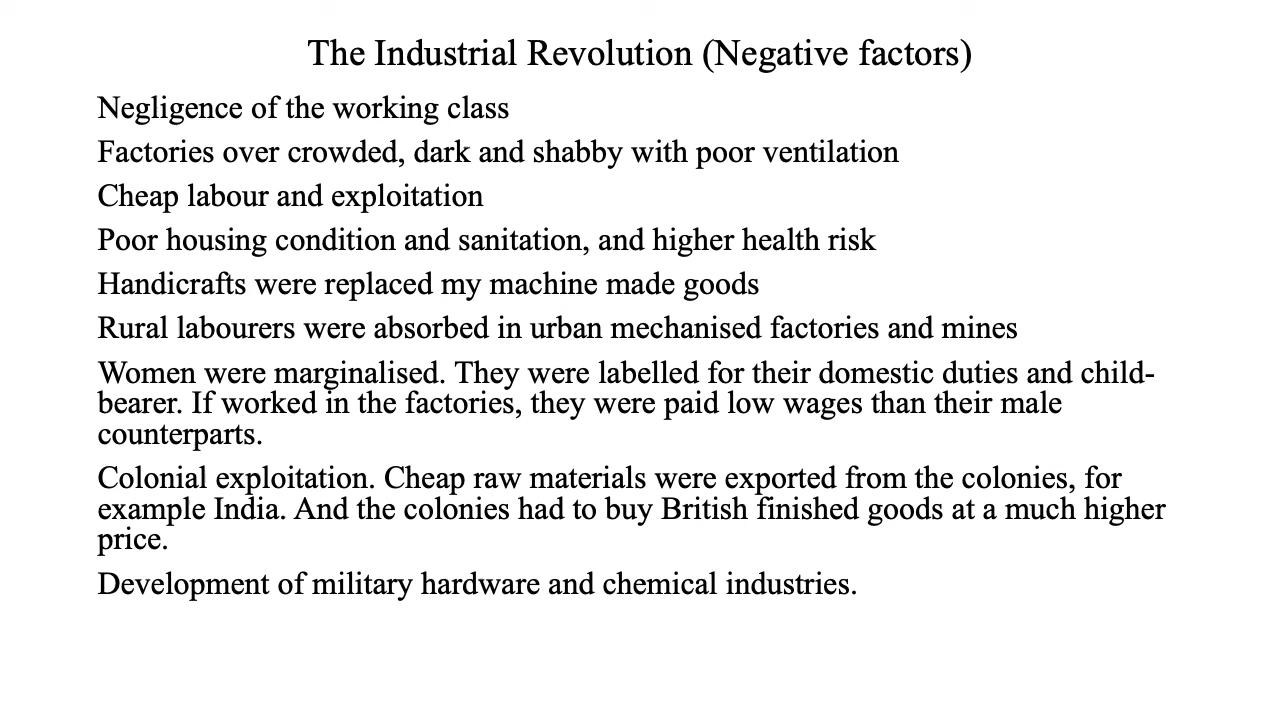 The Industrial Revolution (Negative factors)
Negligence of the working class
Factories over crowded, dark and shabby with poor ventilation
Cheap labour and exploitation
Poor housing condition and sanitation, and higher health risk
Handicrafts were replaced my machine made goods
Rural labourers were absorbed in urban mechanised factories and mines
Women were marginalised. They were labelled for their domestic duties and child-
bearer. If worked in the factories, they were paid low wages than their male
counterparts.
Colonial exploitation. Cheap raw materials were exported from the colonies, for
example India. And the colonies had to buy British finished goods at a much higher
price.
Development of military hardware and chemical industries.